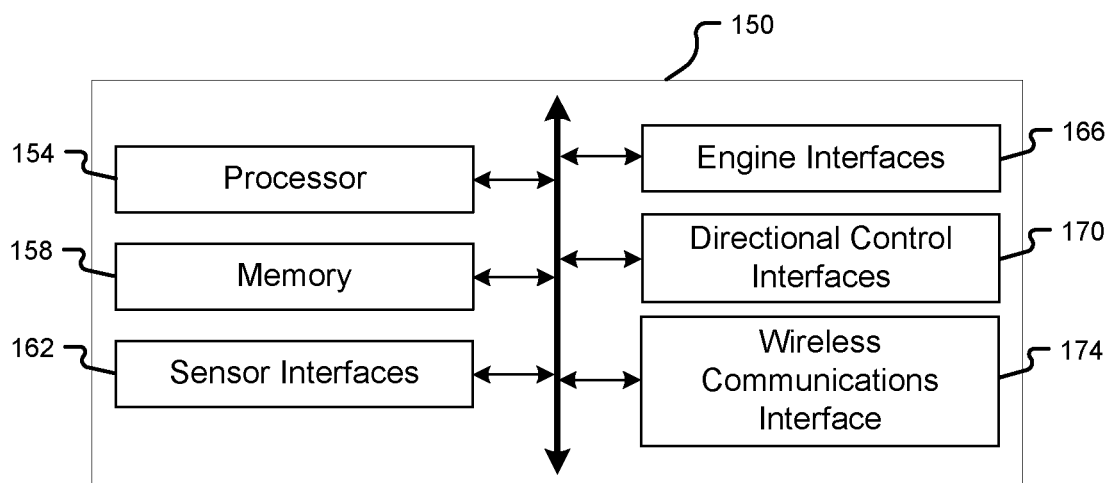 150
154
Processor
158
Memory
162
Sensor Interfaces
Engine Interfaces
166
Directional Control
Interfaces
170
Wireless
Communications
Interface
174